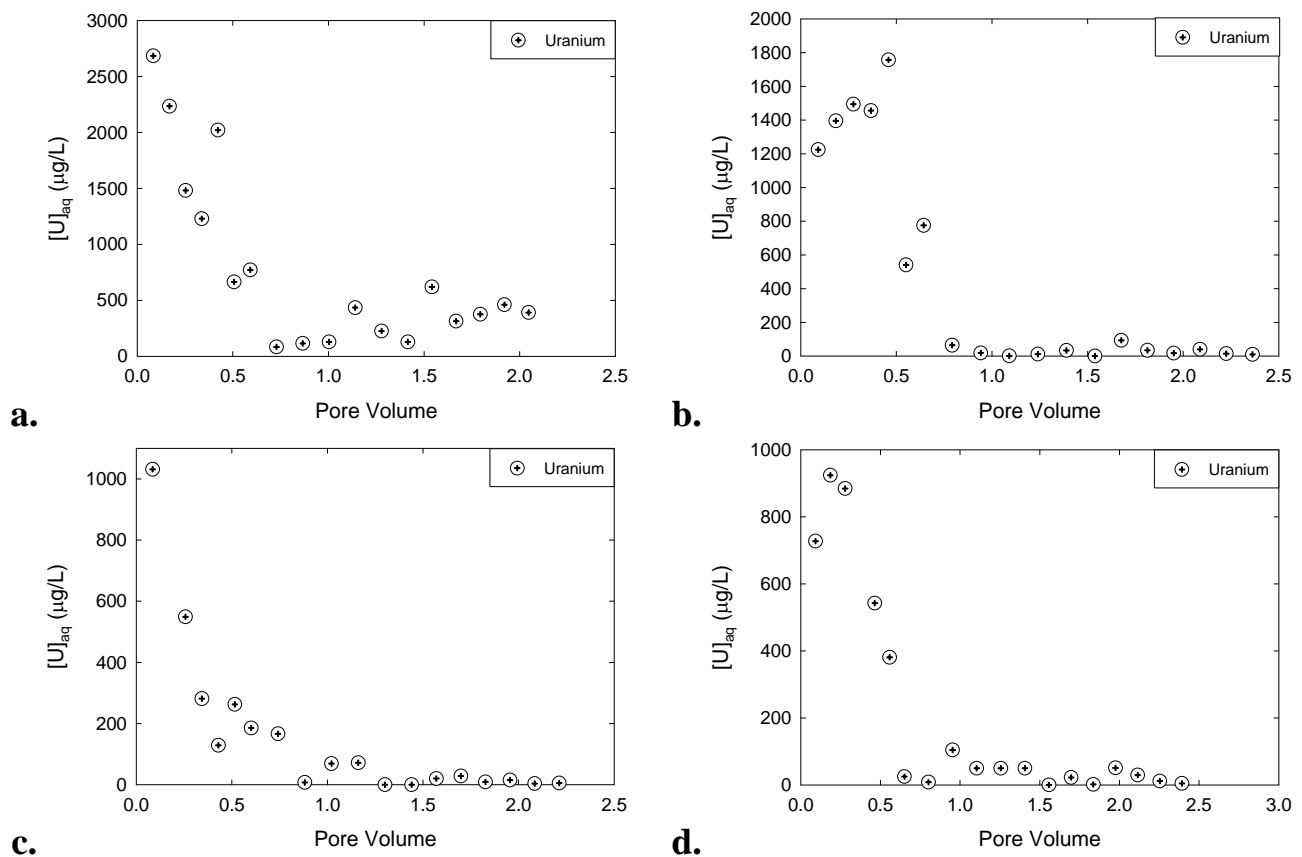 3000
2500
2000
1500
1000
500
0
[U]aq (μg/L)
Uranium
0.0 0.5 1.0 1.5 2.0 2.5
Pore Volume
a.
2000
1800
1600
1400
1200
1000
800
600
400
200
0
[U]aq (μg/L)
Uranium
0.0 0.5 1.0 1.5 2.0 2.5
Pore Volume
b.
1000
800
600
400
200
0
[U]aq (μg/L)
Uranium
0.0 0.5 1.0 1.5 2.0 2.5
Pore Volume
c.
1000
800
600
400
200
0
[U]aq (μg/L)
Uranium
0.0 0.5 1.0 1.5 2.0 2.5 3.0
Pore Volume
d.